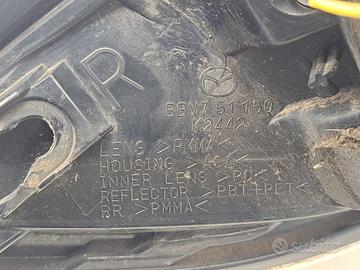 R
BBN7 51 150
K2442
LENS >PMMA<
HOUSING >ASA<
INNER LENS >PC<
REFLECTOR >PBT+PET<
RR >PMMA<
subito